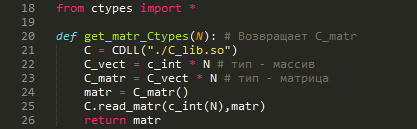 18 from ctypes import *
19
20 def get_matr_Ctypes(N): # Возвращает C_matr
21     C = CDLL("./C_lib.so")
22     C_vect = c_int * N # тип - массив
23     C_matr = C_vect * N # тип - матрица
24     matr = C_matr()
25     C.read_matr(c_int(N),matr)
26     return matr